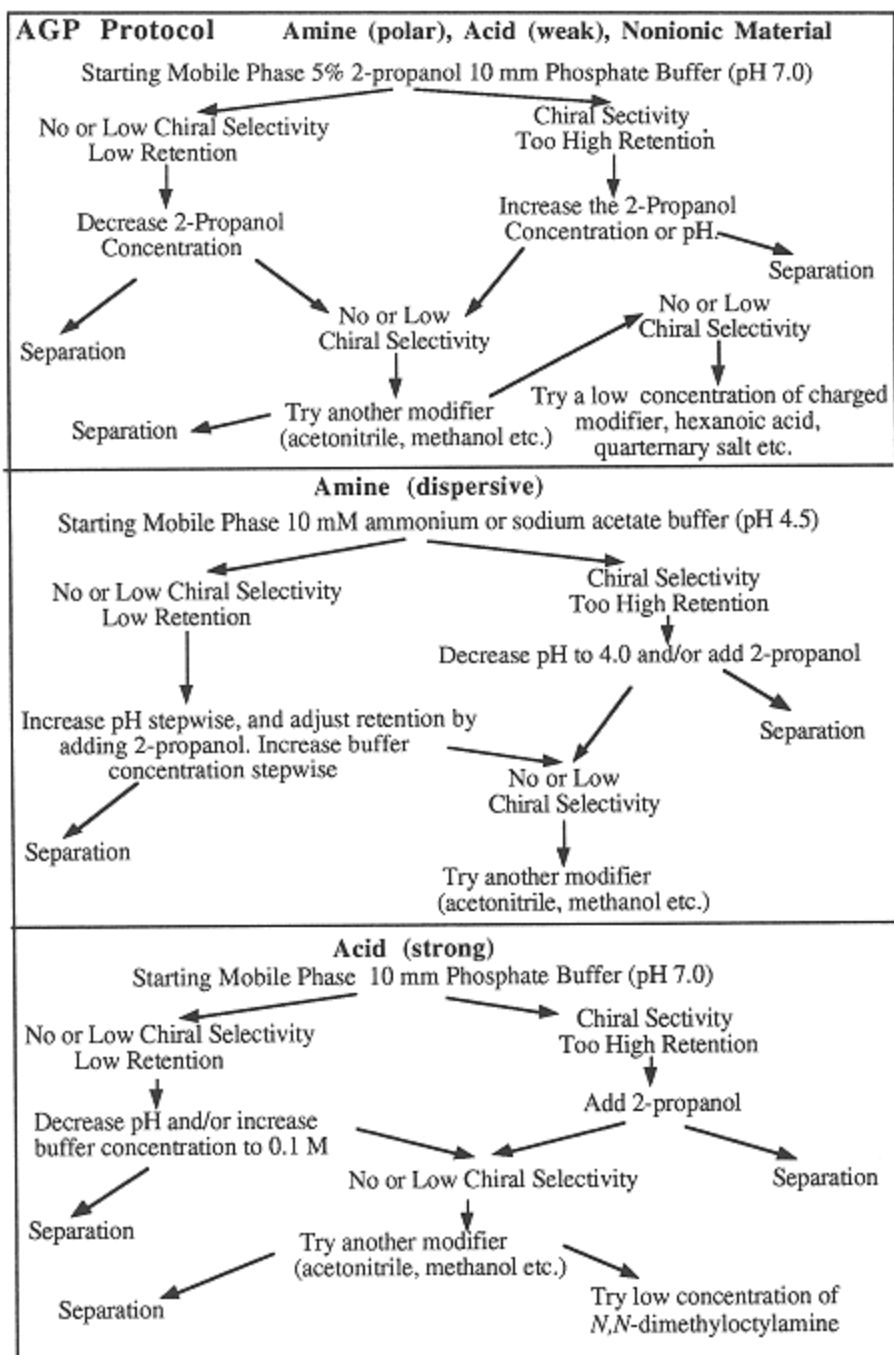 AGP Protocol Amine (polar), Acid (weak), Nonionic Material
Starting Mobile Phase 5% 2-propanol 10 mm Phosphate Buffer (pH 7.0)
No or Low Chiral Selectivity
Low Retention
Chiral Sectivity
Too High Retention
Decrease 2-Propanol
Concentration
Increase the 2-Propanol
Concentration or pH.
Separation
Separation
No or Low
Chiral Selectivity
No or Low
Chiral Selectivity
Separation
Try another modifier
(acetonitrile, methanol etc.)
Try a low concentration of charged
modifier, hexanoic acid,
quarternary salt etc.
Amine (dispersive)
Starting Mobile Phase 10 mM ammonium or sodium acetate buffer (pH 4.5)
No or Low Chiral Selectivity
Low Retention
Chiral Selectivity
Too High Retention
Decrease pH to 4.0 and/or add 2-propanol
Increase pH stepwise, and adjust retention by
adding 2-propanol. Increase buffer
concentration stepwise
Separation
No or Low
Chiral Selectivity
Separation
Try another modifier
(acetonitrile, methanol etc.)
Acid (strong)
Starting Mobile Phase 10 mm Phosphate Buffer (pH 7.0)
No or Low Chiral Selectivity
Low Retention
Chiral Sectivity
Too High Retention
Decrease pH and/or increase
buffer concentration to 0.1 M
Add 2-propanol
No or Low Chiral Selectivity
Separation
Separation
Try another modifier
(acetonitrile, methanol etc.)
Separation
Try low concentration of
N,N-dimethyloctylamine